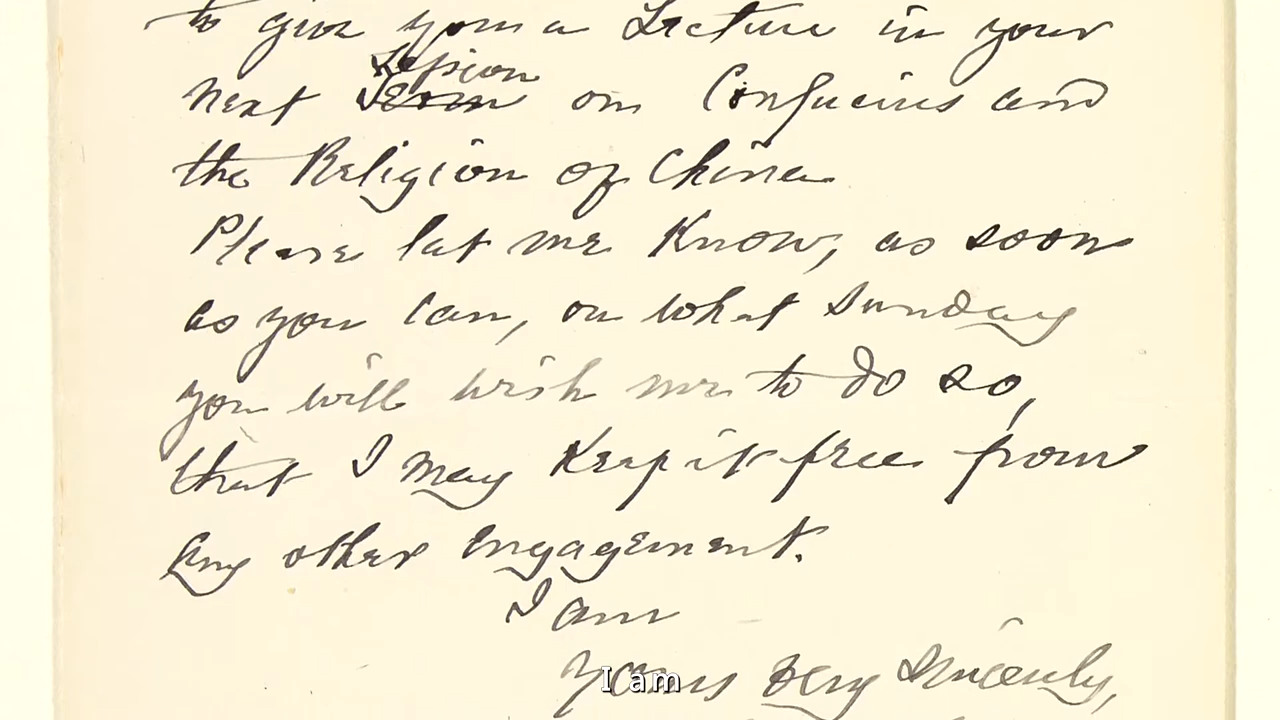 to give you a Lecture in your
Session
next Term on Confucius and
the Religion of China
Please let me Know, as soon
as you can, on what Sunday
you will wish me to do so,
that I may Keep it free from
any other engagement.
I am
Yours very Sincerely,
I am